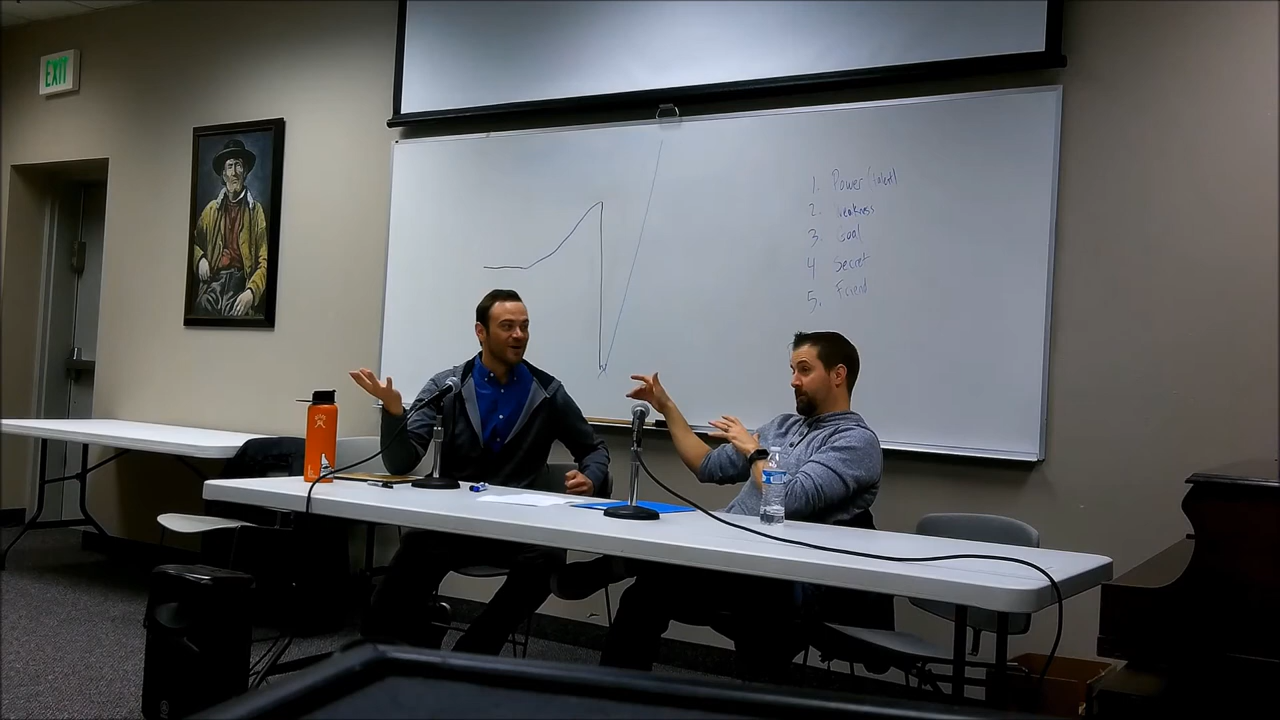 EXIT
1. Power (talent)
2. Weakness
3. Goal
4 Secret
5. Friend